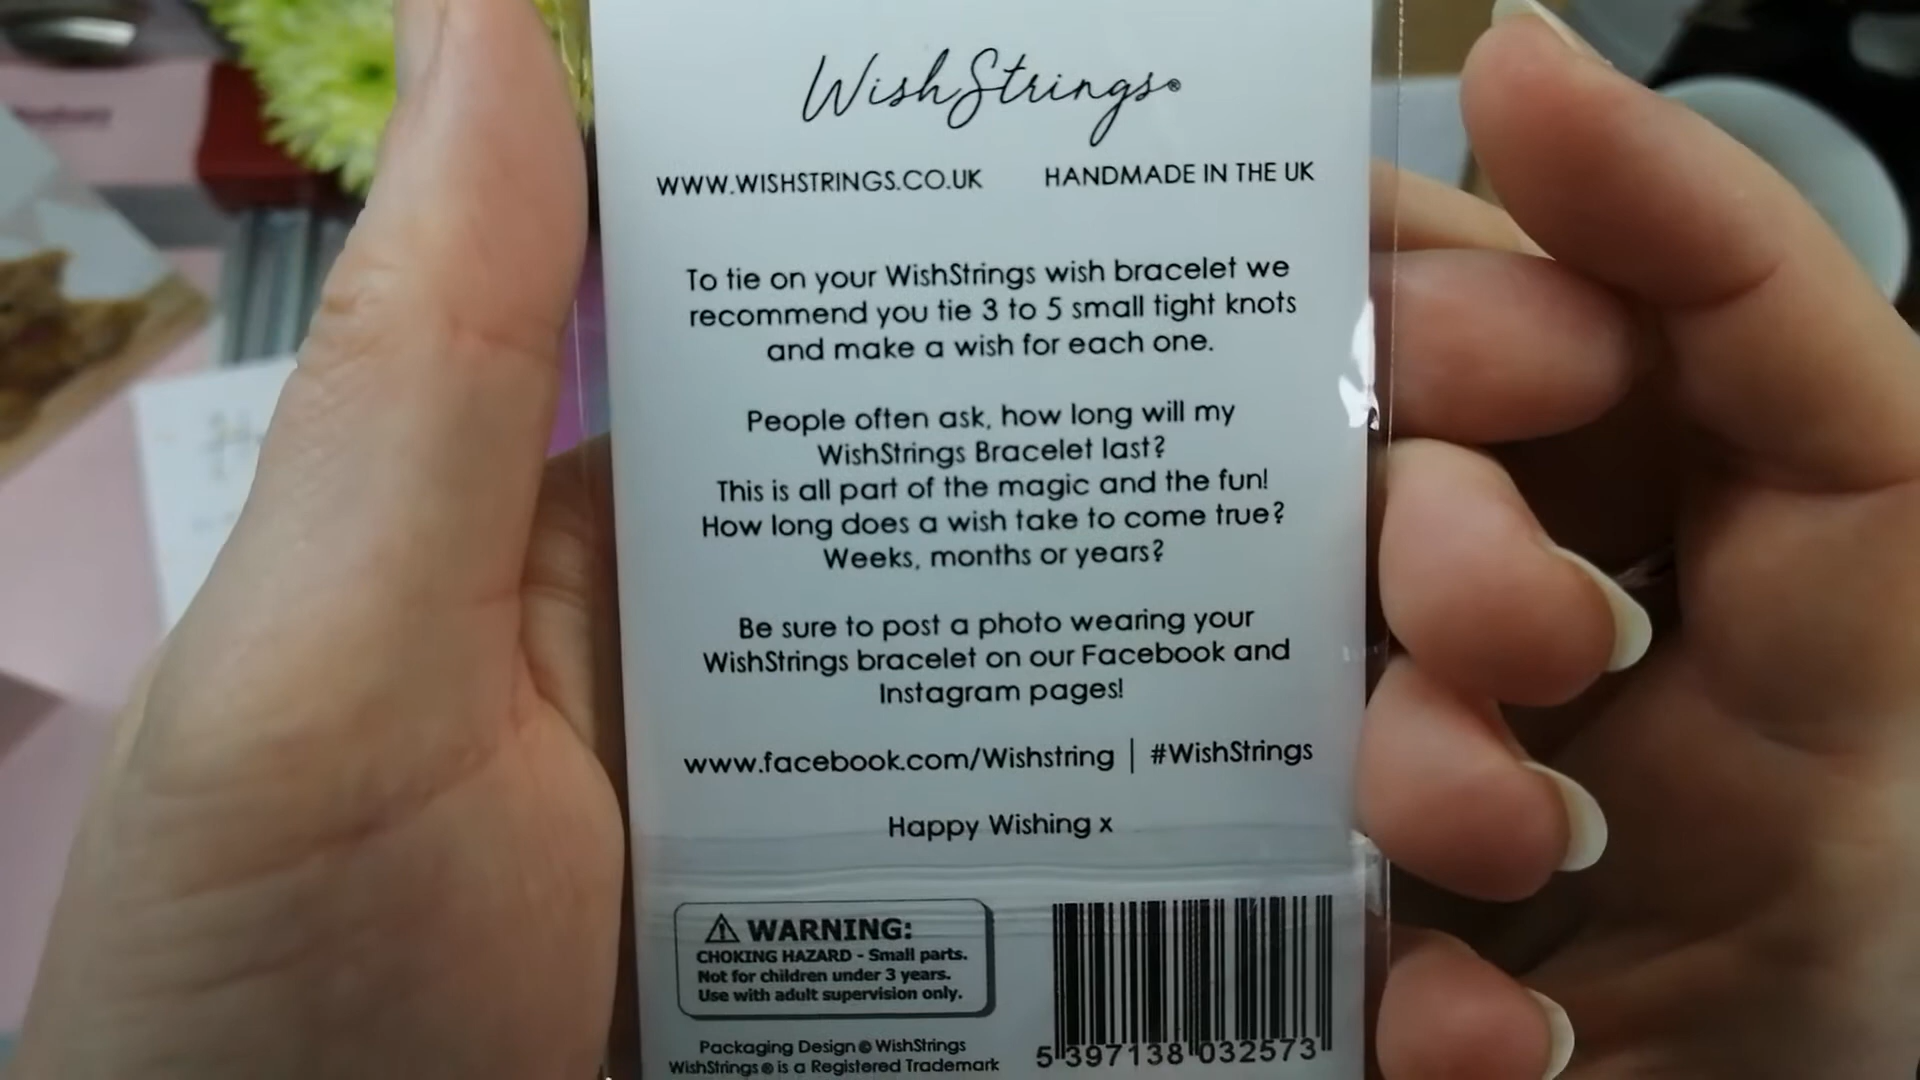 WishStrings®
WWW.WISHSTRINGS.CO.UK HANDMADE IN THE UK
To tie on your WishStrings wish bracelet we
recommend you tie 3 to 5 small tight knots
and make a wish for each one.
People often ask, how long will my
WishStrings Bracelet last?
This is all part of the magic and the fun!
How long does a wish take to come true?
Weeks, months or years?
Be sure to post a photo wearing your
WishStrings bracelet on our Facebook and
Instagram pages!
www.facebook.com/Wishstring | #WishStrings
Happy Wishing x
⚠ WARNING:
CHOKING HAZARD - Small parts.
Not for children under 3 years.
Use with adult supervision only.
Packaging Design © WishStrings
WishStrings ® is a Registered Trademark
5 397138 032573